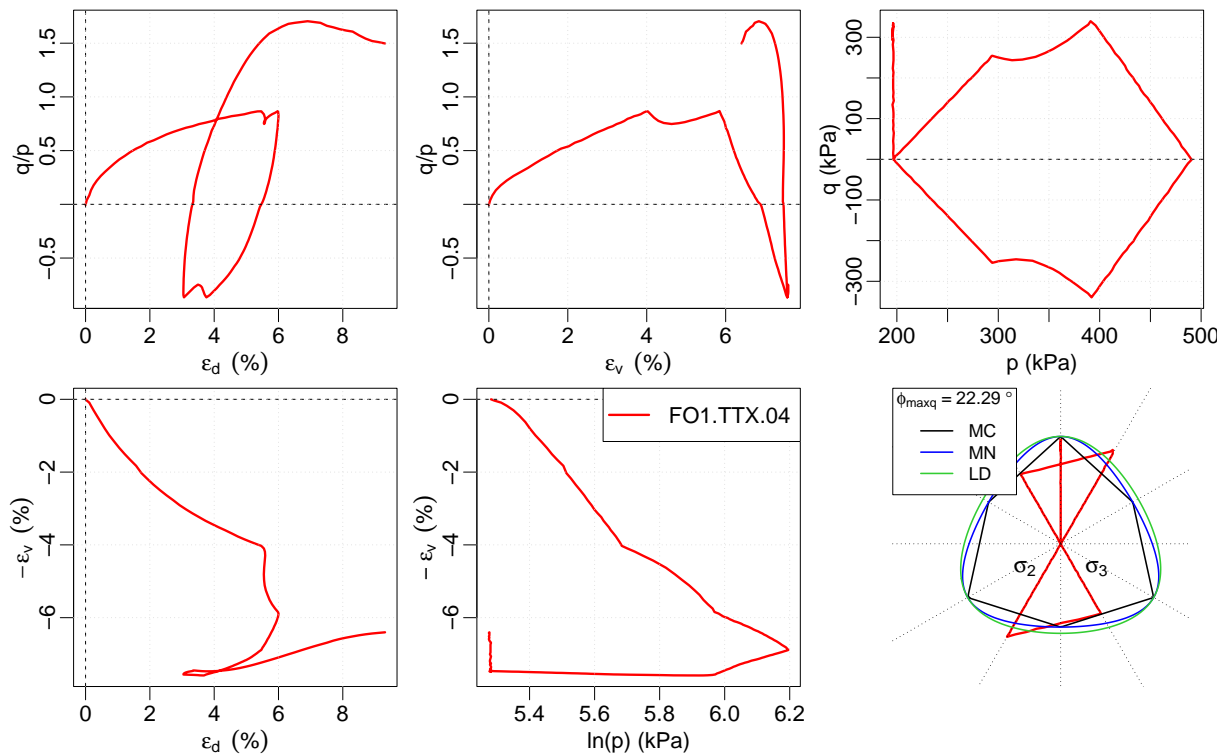 q/p
-0.5 0.5 1.0 1.5
0 2 4 6 8
ε_d (%)
q/p
-0.5 0.5 1.0 1.5
0 2 4 6
ε_v (%)
q (kPa)
-300 -100 100 300
200 300 400 500
p (kPa)
-ε_v (%)
-6 -4 -2 0
0 2 4 6 8
ε_d (%)
- ε_v (%)
-6 -4 -2 0
5.4 5.6 5.8 6.0 6.2
ln(p) (kPa)
FO1.TTX.04
ϕ_maxq = 22.29 °
MC
MN
LD
σ_2 σ_3